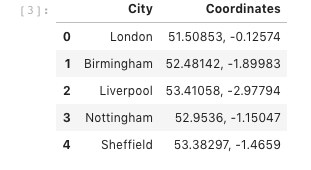 [3]: City Coordinates
0 London 51.50853, -0.12574
1 Birmingham 52.48142, -1.89983
2 Liverpool 53.41058, -2.97794
3 Nottingham 52.9536, -1.15047
4 Sheffield 53.38297, -1.4659